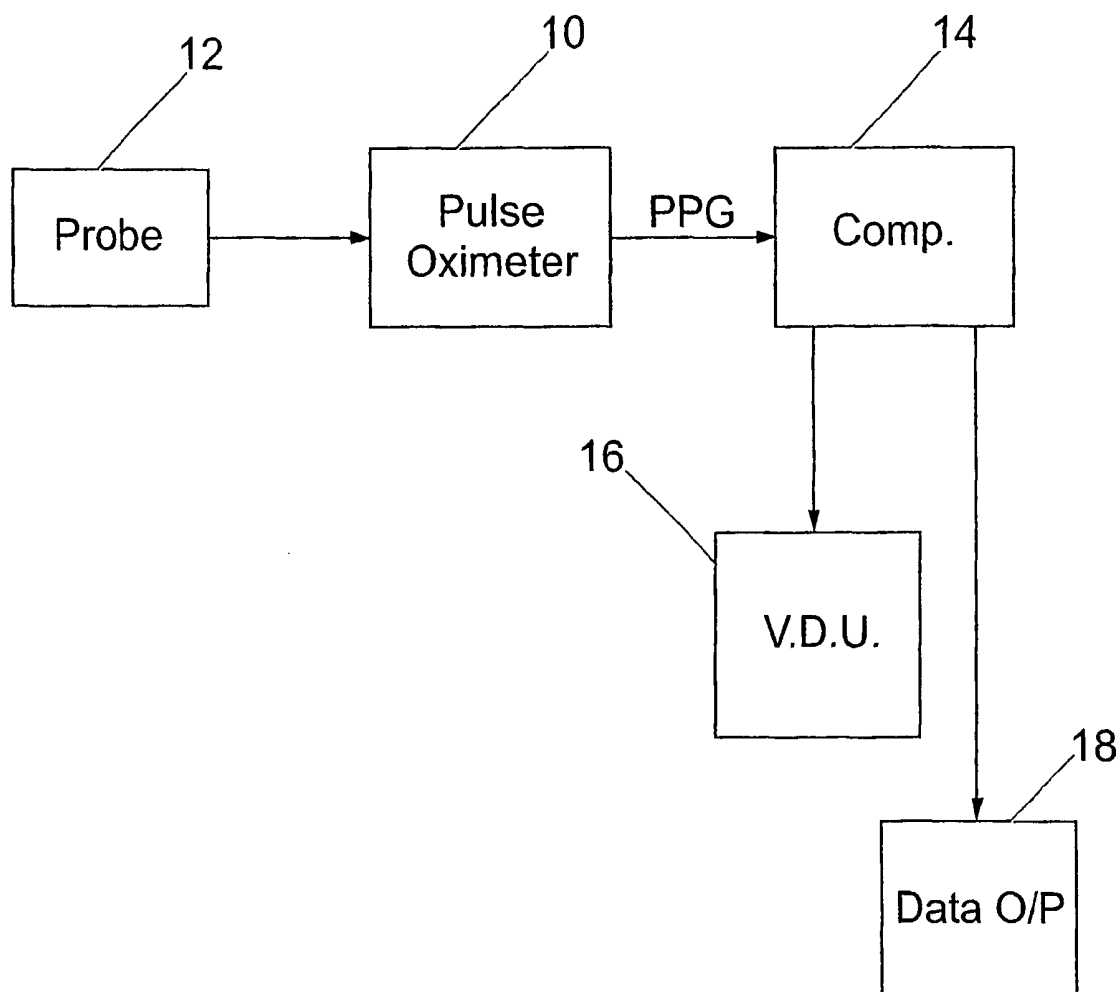 12
10
14
Probe
Pulse
Oximeter
PPG
Comp.
16
V.D.U.
18
Data O/P